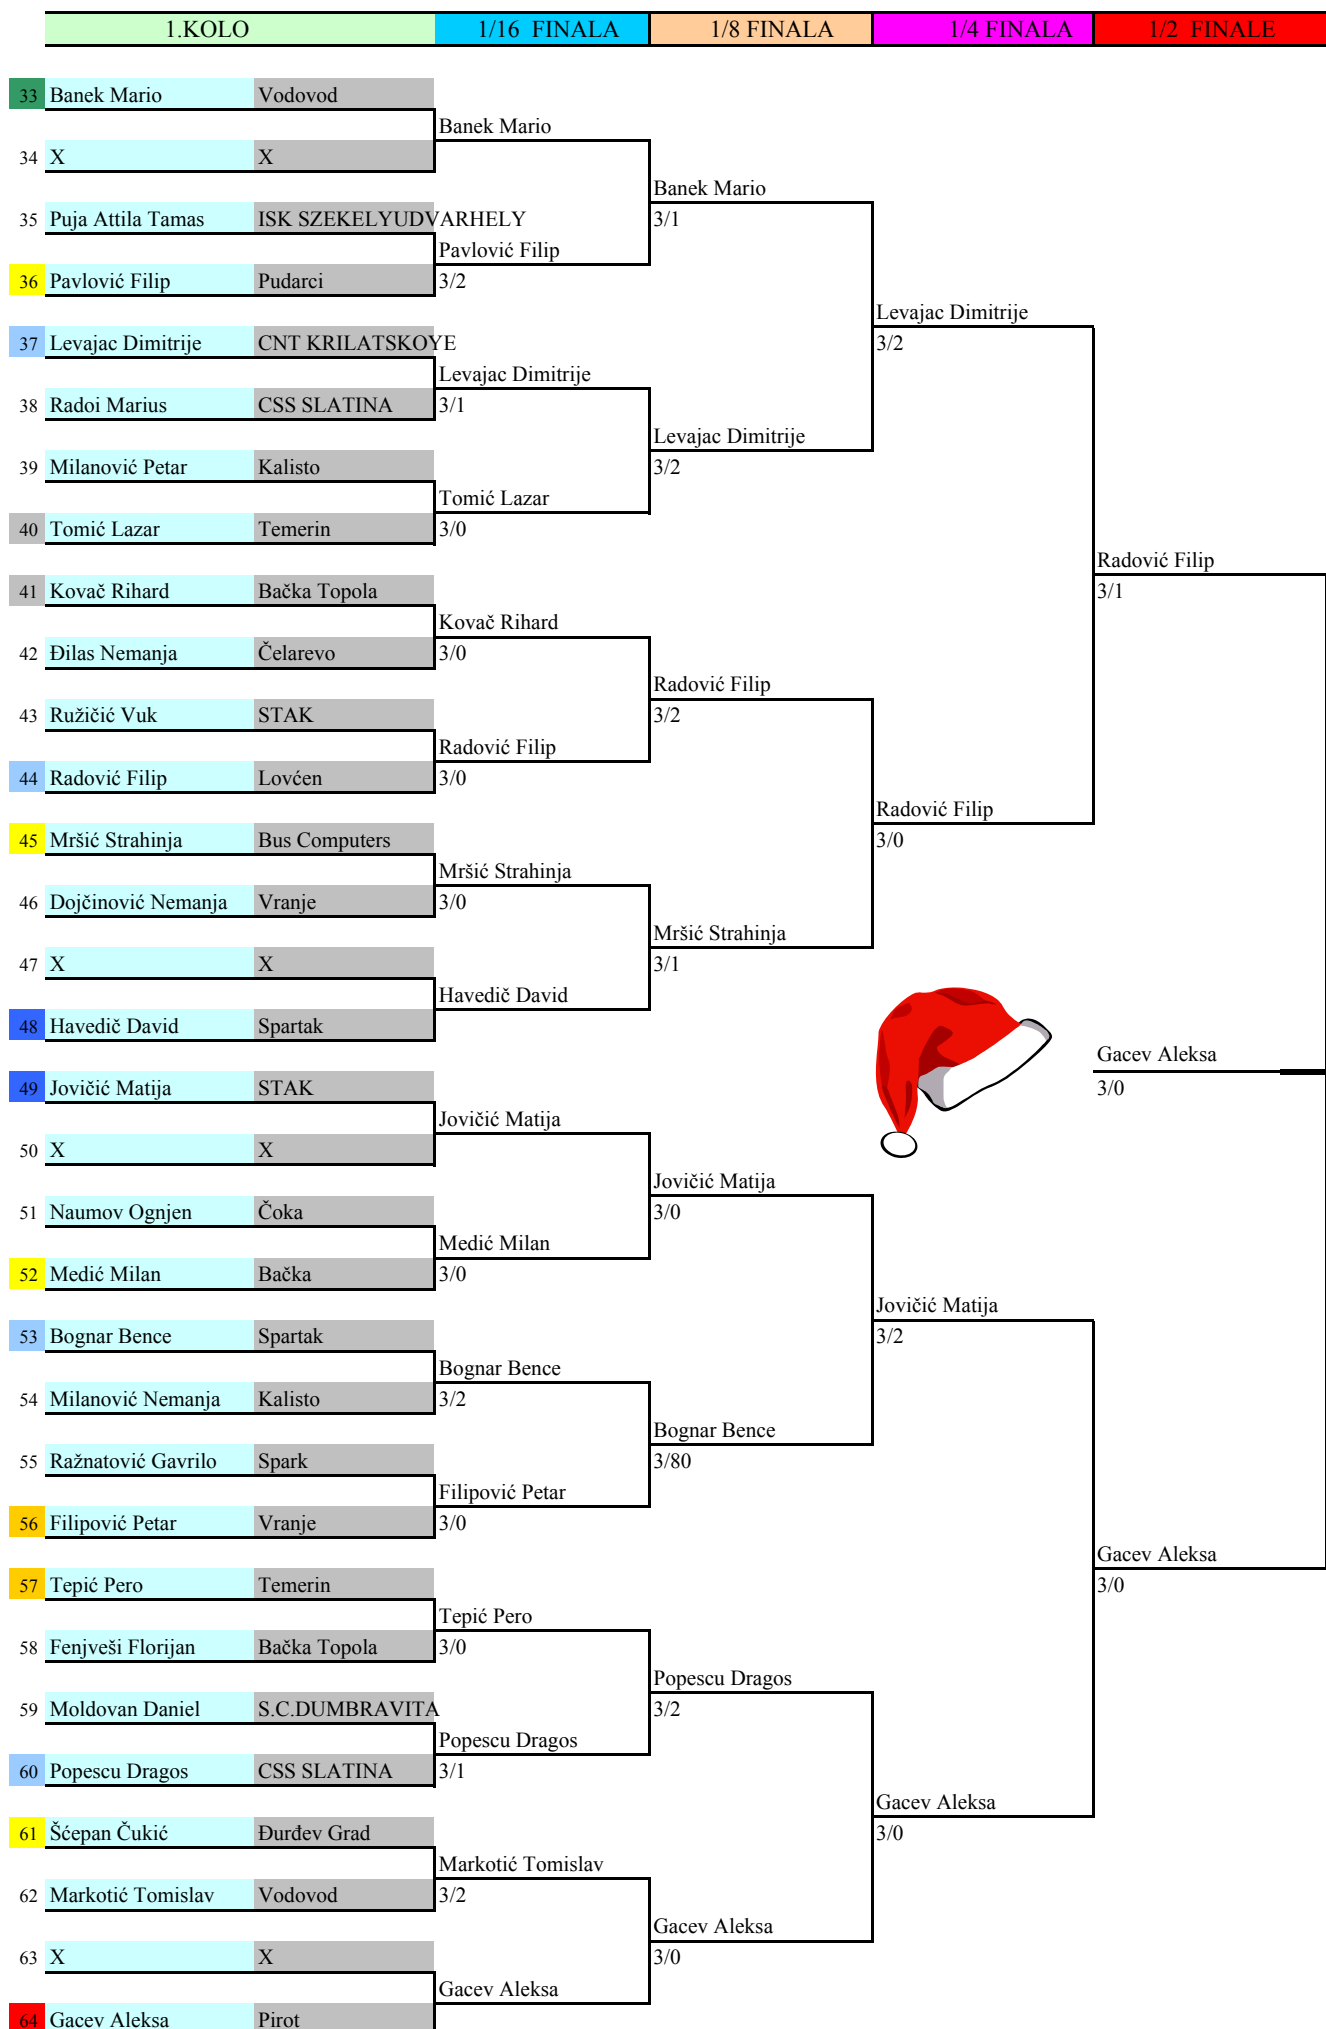 1.KOLO 1/16 FINALA 1/8 FINALA 1/4 FINALA 1/2 FINALE
33 Banek Mario Vodovod
Banek Mario
34 X X
Banek Mario
35 Puja Attila Tamas ISK SZEKELYUDVARHELY 3/1
Pavlović Filip
36 Pavlović Filip Pudarci 3/2
Levajac Dimitrije
37 Levajac Dimitrije CNT KRILATSKOYE 3/2
Levajac Dimitrije
38 Radoi Marius CSS SLATINA 3/1
Levajac Dimitrije
39 Milanović Petar Kalisto 3/2
Tomić Lazar
40 Tomić Lazar Temerin 3/0
Radović Filip
41 Kovač Rihard Bačka Topola 3/1
Kovač Rihard
42 Đilas Nemanja Čelarevo 3/0
Radović Filip
43 Ružičić Vuk STAK 3/2
Radović Filip
44 Radović Filip Lovćen 3/0
Radović Filip
45 Mršić Strahinja Bus Computers 3/0
Mršić Strahinja
46 Dojčinović Nemanja Vranje 3/0
Mršić Strahinja
47 X X 3/1
Havedič David
48 Havedič David Spartak
Gacev Aleksa
49 Jovičić Matija STAK 3/0
Jovičić Matija
50 X X
Jovičić Matija
51 Naumov Ognjen Čoka 3/0
Medić Milan
52 Medić Milan Bačka 3/0
Jovičić Matija
53 Bognar Bence Spartak 3/2
Bognar Bence
54 Milanović Nemanja Kalisto 3/2
Bognar Bence
55 Ražnatović Gavrilo Spark 3/80
Filipović Petar
56 Filipović Petar Vranje 3/0
Gacev Aleksa
57 Tepić Pero Temerin 3/0
Tepić Pero
58 Fenjveši Florijan Bačka Topola 3/0
Popescu Dragos
59 Moldovan Daniel S.C.DUMBRAVITA 3/2
Popescu Dragos
60 Popescu Dragos CSS SLATINA 3/1
Gacev Aleksa
61 Šćepan Čukić Đurđev Grad 3/0
Markotić Tomislav
62 Markotić Tomislav Vodovod 3/2
Gacev Aleksa
63 X X 3/0
Gacev Aleksa
64 Gacev Aleksa Pirot